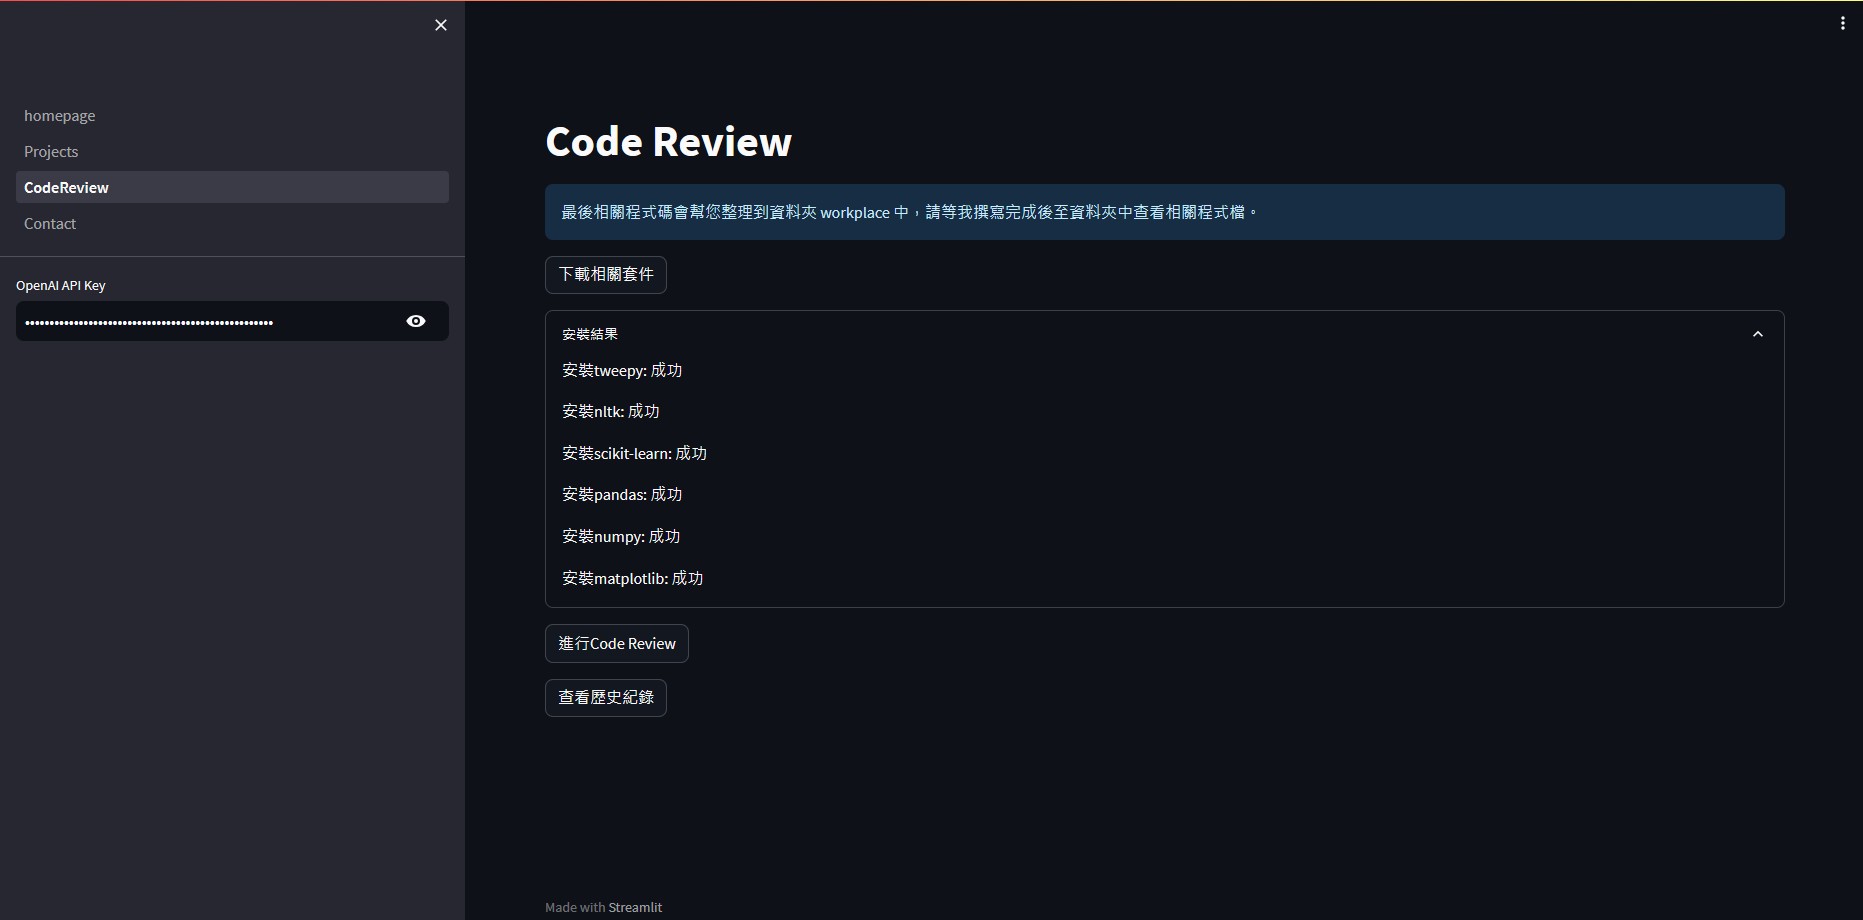 homepage
Projects
CodeReview
Contact
OpenAI API Key
Code Review
最後相關程式碼會幫您整理到資料夾 workplace 中，請等我撰寫完成後至資料夾中查看相關程式檔。
下載相關套件
安裝結果
安裝tweepy: 成功
安裝nltk: 成功
安裝scikit-learn: 成功
安裝pandas: 成功
安裝numpy: 成功
安裝matplotlib: 成功
進行Code Review
查看歷史紀錄
Made with Streamlit